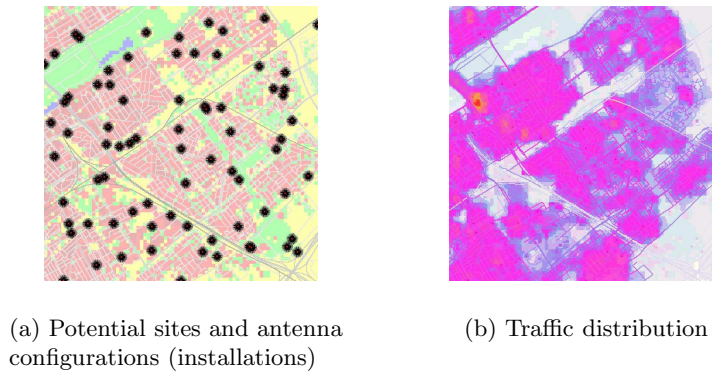 (a) Potential sites and antenna
configurations (installations)
(b) Traffic distribution